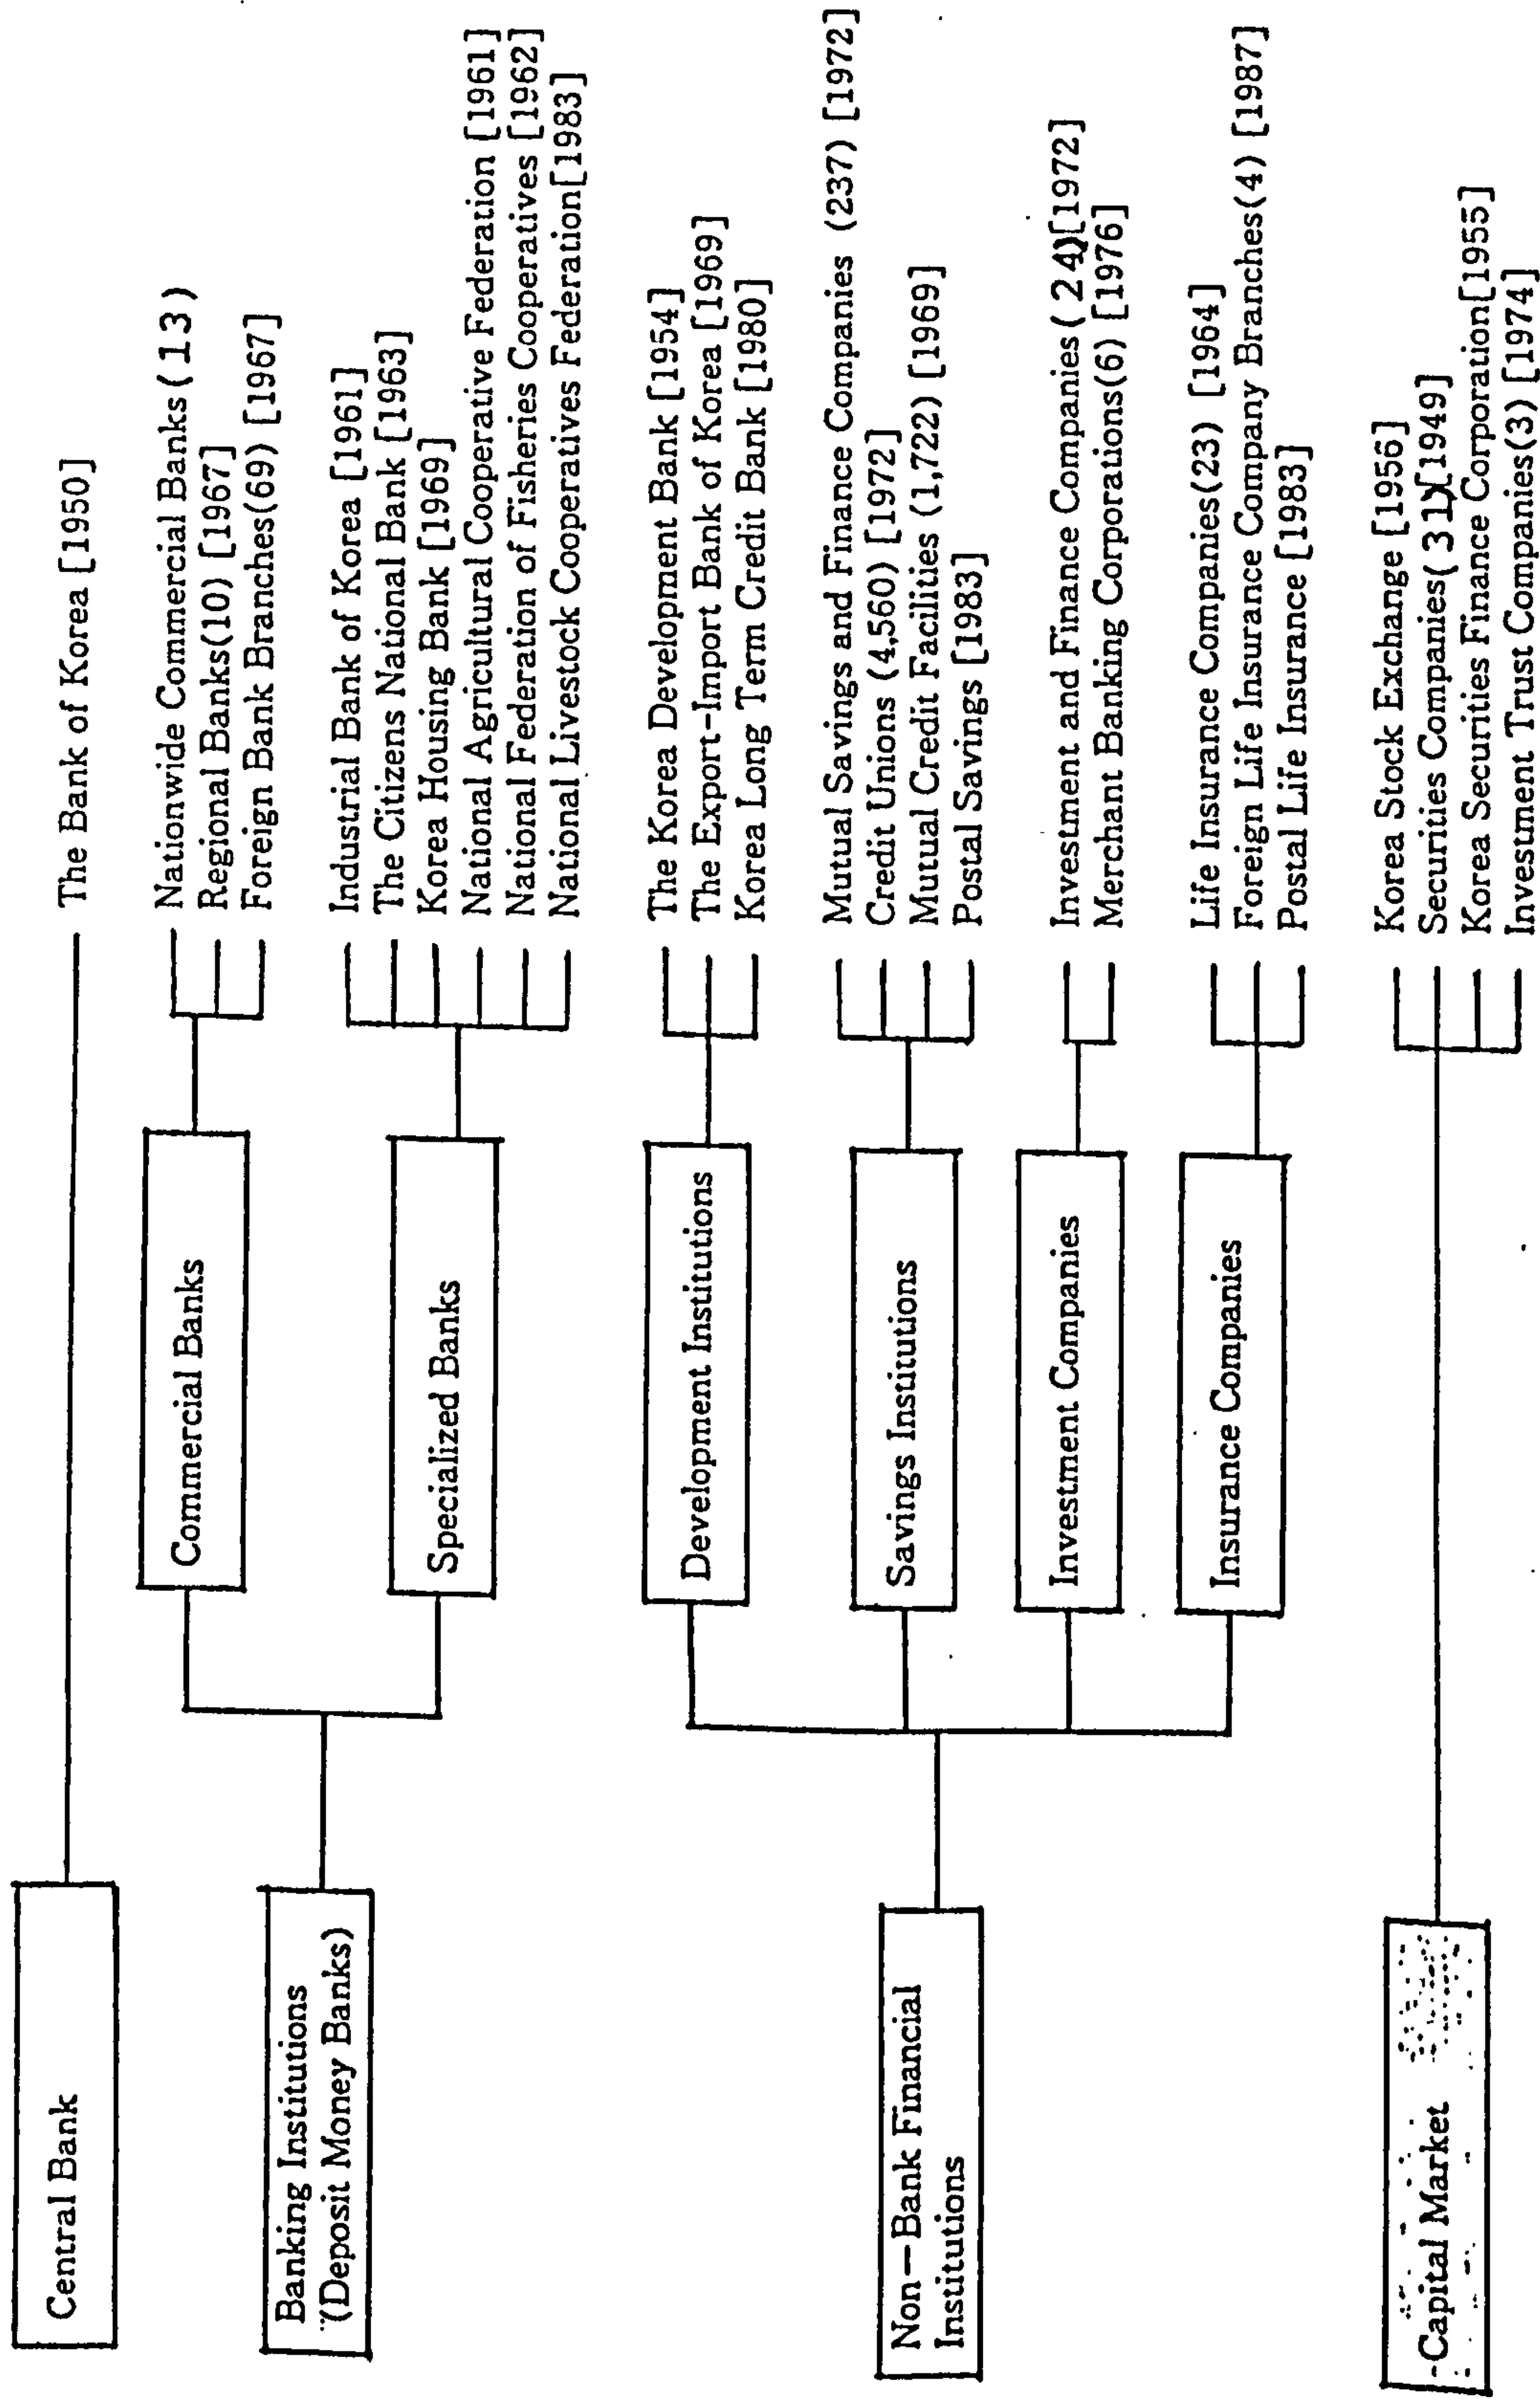 Central Bank
The Bank of Korea [1950]
Banking Institutions
(Deposit Money Banks)
Commercial Banks
Nationwide Commercial Banks(13)
Regional Banks(10) [1967]
Foreign Bank Branches(69) [1967]
Specialized Banks
Industrial Bank of Korea [1961]
The Citizens National Bank [1963]
Korea Housing Bank [1969]
National Agricultural Cooperative Federation [1961]
National Federation of Fisheries Cooperatives [1962]
National Livestock Cooperatives Federation[1983]
Non-Bank Financial
Institutions
Development Institutions
The Korea Development Bank [1954]
The Export-Import Bank of Korea [1969]
Korea Long Term Credit Bank [1980]
Savings Institutions
Mutual Savings and Finance Companies (237) [1972]
Credit Unions (4,560) [1972]
Mutual Credit Facilities (1,722) [1969]
Postal Savings [1983]
Investment Companies
Investment and Finance Companies(24)[1972]
Merchant Banking Corporations(6) [1976]
Insurance Companies
Life Insurance Companies(23) [1964]
Foreign Life Insurance Company Branches(4) [1987]
Postal Life Insurance [1983]
Capital Market
Korea Stock Exchange [1956]
Securities Companies(31)[1949]
Korea Securities Finance Corporation[1955]
Investment Trust Companies(3) [1974]